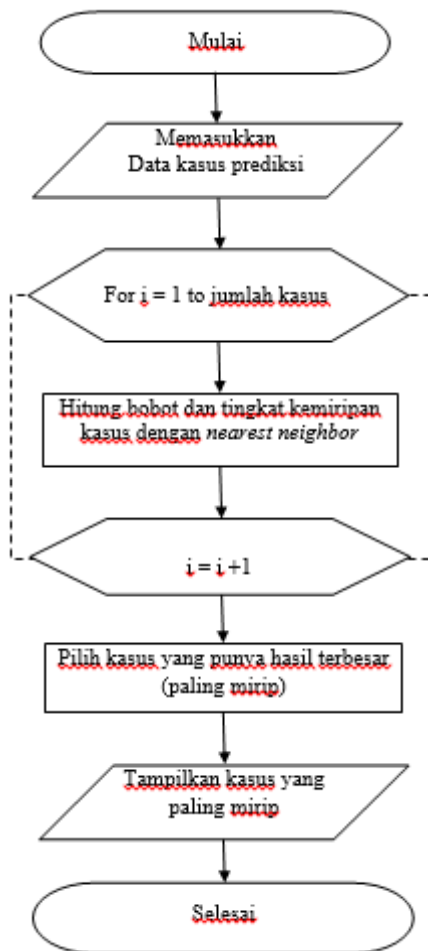 Mulai
Memasukkan
Data kasus prediksi
For i = 1 to jumlah kasus
Hitung bobot dan tingkat kemiripan
kasus dengan nearest neighbor
i = i +1
Pilih kasus yang punya hasil terbesar
(paling mirip)
Tampilkan kasus yang
paling mirip
Selesai